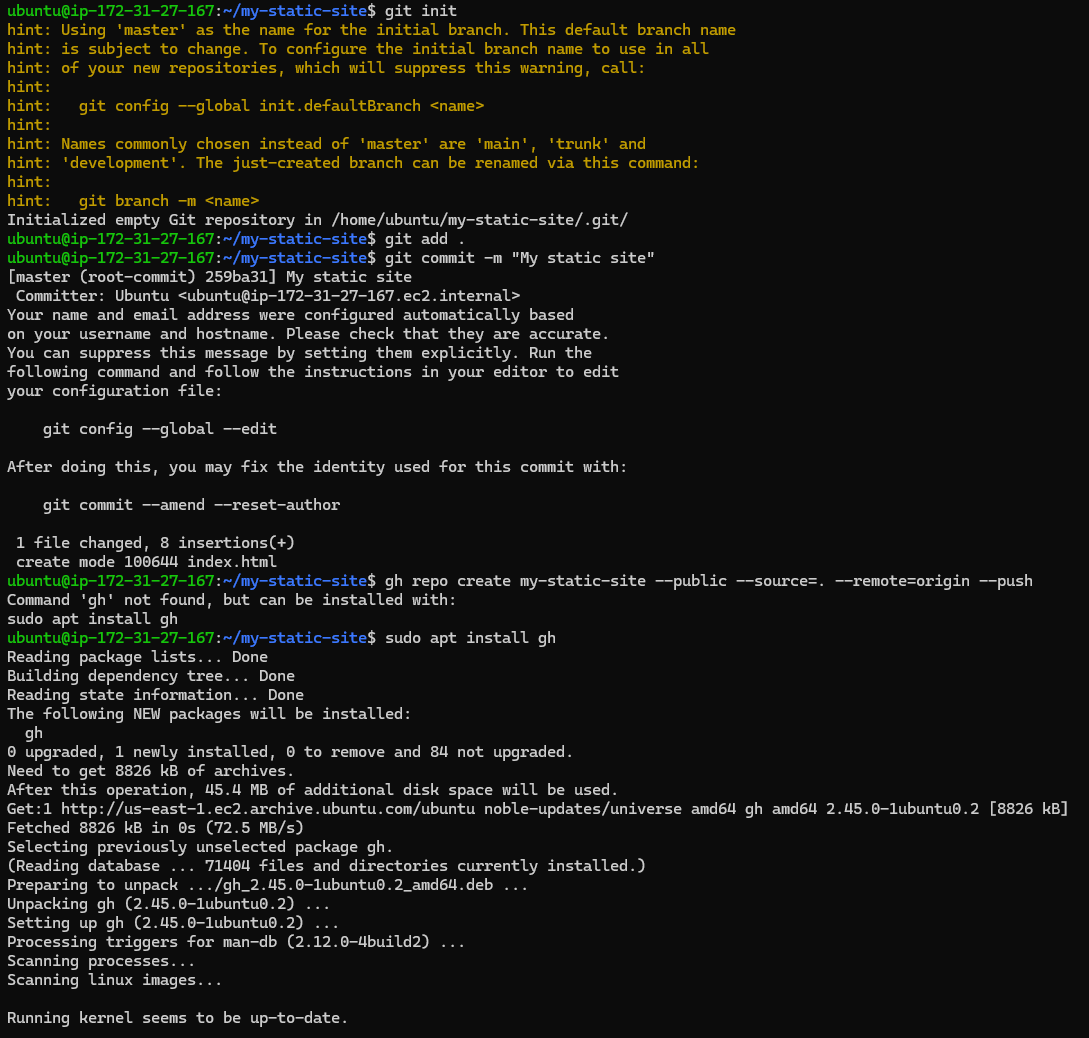 ubuntu@ip-172-31-27-167:~/my-static-site$ git init
hint: Using 'master' as the name for the initial branch. This default branch name
hint: is subject to change. To configure the initial branch name to use in all
hint: of your new repositories, which will suppress this warning, call:
hint:
hint:   git config --global init.defaultBranch <name>
hint:
hint: Names commonly chosen instead of 'master' are 'main', 'trunk' and
hint: 'development'. The just-created branch can be renamed via this command:
hint:
hint:   git branch -m <name>
Initialized empty Git repository in /home/ubuntu/my-static-site/.git/
ubuntu@ip-172-31-27-167:~/my-static-site$ git add .
ubuntu@ip-172-31-27-167:~/my-static-site$ git commit -m "My static site"
[master (root-commit) 259ba31] My static site
 Committer: Ubuntu <ubuntu@ip-172-31-27-167.ec2.internal>
Your name and email address were configured automatically based
on your username and hostname. Please check that they are accurate.
You can suppress this message by setting them explicitly. Run the
following command and follow the instructions in your editor to edit
your configuration file:

    git config --global --edit

After doing this, you may fix the identity used for this commit with:

    git commit --amend --reset-author

 1 file changed, 8 insertions(+)
 create mode 100644 index.html
ubuntu@ip-172-31-27-167:~/my-static-site$ gh repo create my-static-site --public --source=. --remote=origin --push
Command 'gh' not found, but can be installed with:
sudo apt install gh
ubuntu@ip-172-31-27-167:~/my-static-site$ sudo apt install gh
Reading package lists... Done
Building dependency tree... Done
Reading state information... Done
The following NEW packages will be installed:
  gh
0 upgraded, 1 newly installed, 0 to remove and 84 not upgraded.
Need to get 8826 kB of archives.
After this operation, 45.4 MB of additional disk space will be used.
Get:1 http://us-east-1.ec2.archive.ubuntu.com/ubuntu noble-updates/universe amd64 gh amd64 2.45.0-1ubuntu0.2 [8826 kB]
Fetched 8826 kB in 0s (72.5 MB/s)
Selecting previously unselected package gh.
(Reading database ... 71404 files and directories currently installed.)
Preparing to unpack .../gh_2.45.0-1ubuntu0.2_amd64.deb ...
Unpacking gh (2.45.0-1ubuntu0.2) ...
Setting up gh (2.45.0-1ubuntu0.2) ...
Processing triggers for man-db (2.12.0-4build2) ...
Scanning processes...
Scanning linux images...

Running kernel seems to be up-to-date.